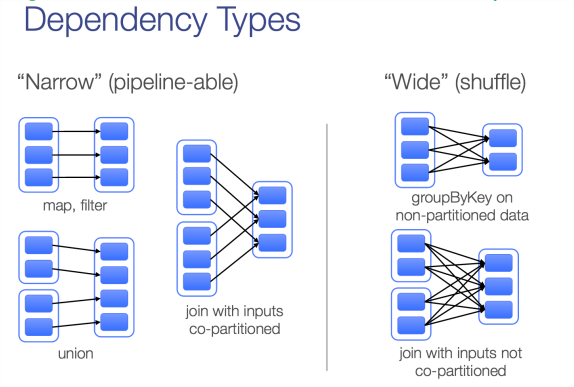 Dependency Types
“Narrow” (pipeline-able)
map, filter
union
join with inputs
co-partitioned
“Wide” (shuffle)
groupByKey on
non-partitioned data
join with inputs not
co-partitioned